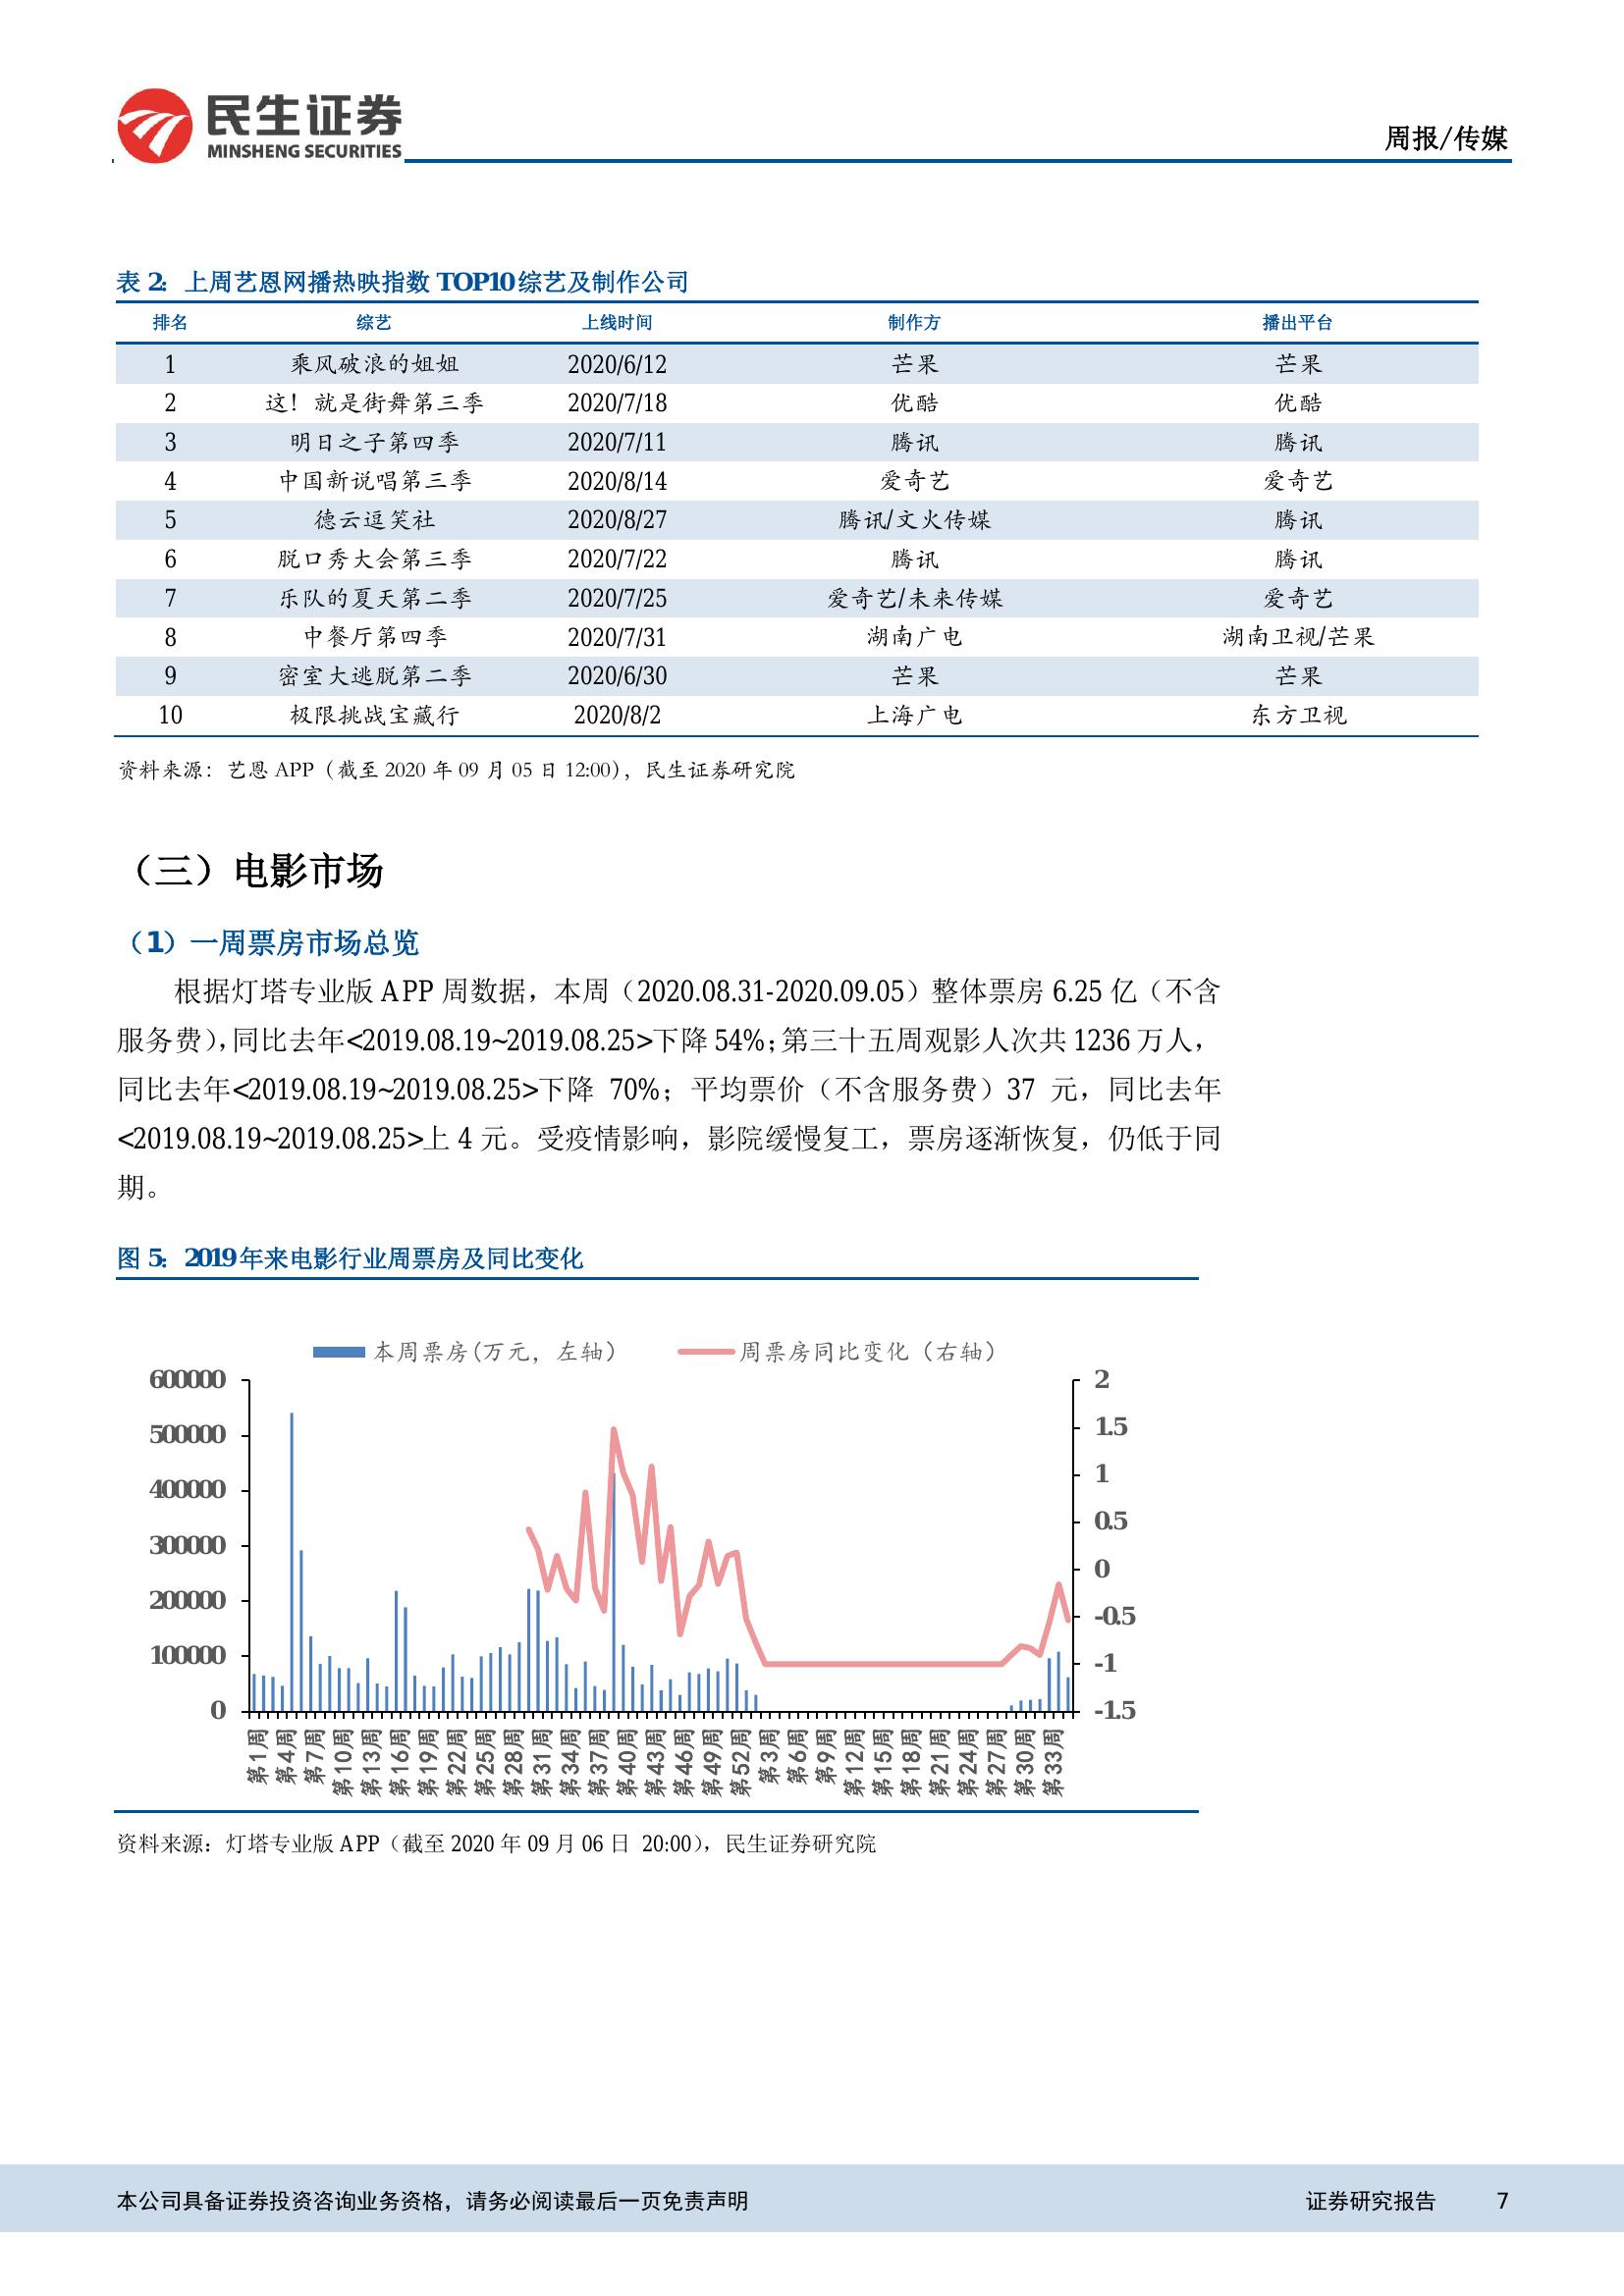 民生证券
MINSHENG SECURITIES
周报/传媒
表 2：上周艺恩网播热映指数 TOP10 综艺及制作公司
排名 综艺 上线时间 制作方 播出平台
1 乘风破浪的姐姐 2020/6/12 芒果 芒果
2 这！就是街舞第三季 2020/7/18 优酷 优酷
3 明日之子第四季 2020/7/11 腾讯 腾讯
4 中国新说唱第三季 2020/8/14 爱奇艺 爱奇艺
5 德云逗笑社 2020/8/27 腾讯/文火传媒 腾讯
6 脱口秀大会第三季 2020/7/22 腾讯 腾讯
7 乐队的夏天第二季 2020/7/25 爱奇艺/未来传媒 爱奇艺
8 中餐厅第四季 2020/7/31 湖南广电 湖南卫视/芒果
9 密室大逃脱第二季 2020/6/30 芒果 芒果
10 极限挑战宝藏行 2020/8/2 上海广电 东方卫视
资料来源：艺恩 APP（截至 2020 年 09 月 05 日 12:00），民生证券研究院
（三）电影市场
（1）一周票房市场总览
根据灯塔专业版 APP 周数据，本周（2020.08.31-2020.09.05）整体票房 6.25 亿（不含
服务费），同比去年<2019.08.19~2019.08.25>下降 54%；第三十五周观影人次共 1236 万人，
同比去年<2019.08.19~2019.08.25>下降 70%；平均票价（不含服务费）37 元，同比去年
<2019.08.19~2019.08.25>上 4 元。受疫情影响，影院缓慢复工，票房逐渐恢复，仍低于同
期。
图 5：2019 年来电影行业周票房及同比变化
本周票房(万元，左轴） 周票房同比变化（右轴）
600000 2
500000 1.5
400000 1
300000 0.5
200000 0
100000 -0.5
0 -1
-1.5
第1周 第4周 第7周 第10周 第13周 第16周 第19周 第22周 第25周 第28周 第31周 第34周 第37周 第40周 第43周 第46周 第49周 第52周 第3周 第6周 第9周 第12周 第15周 第18周 第21周 第24周 第27周 第30周 第33周
资料来源：灯塔专业版 APP（截至 2020 年 09 月 06 日 20:00），民生证券研究院
本公司具备证券投资咨询业务资格，请务必阅读最后一页免责声明 证券研究报告 7